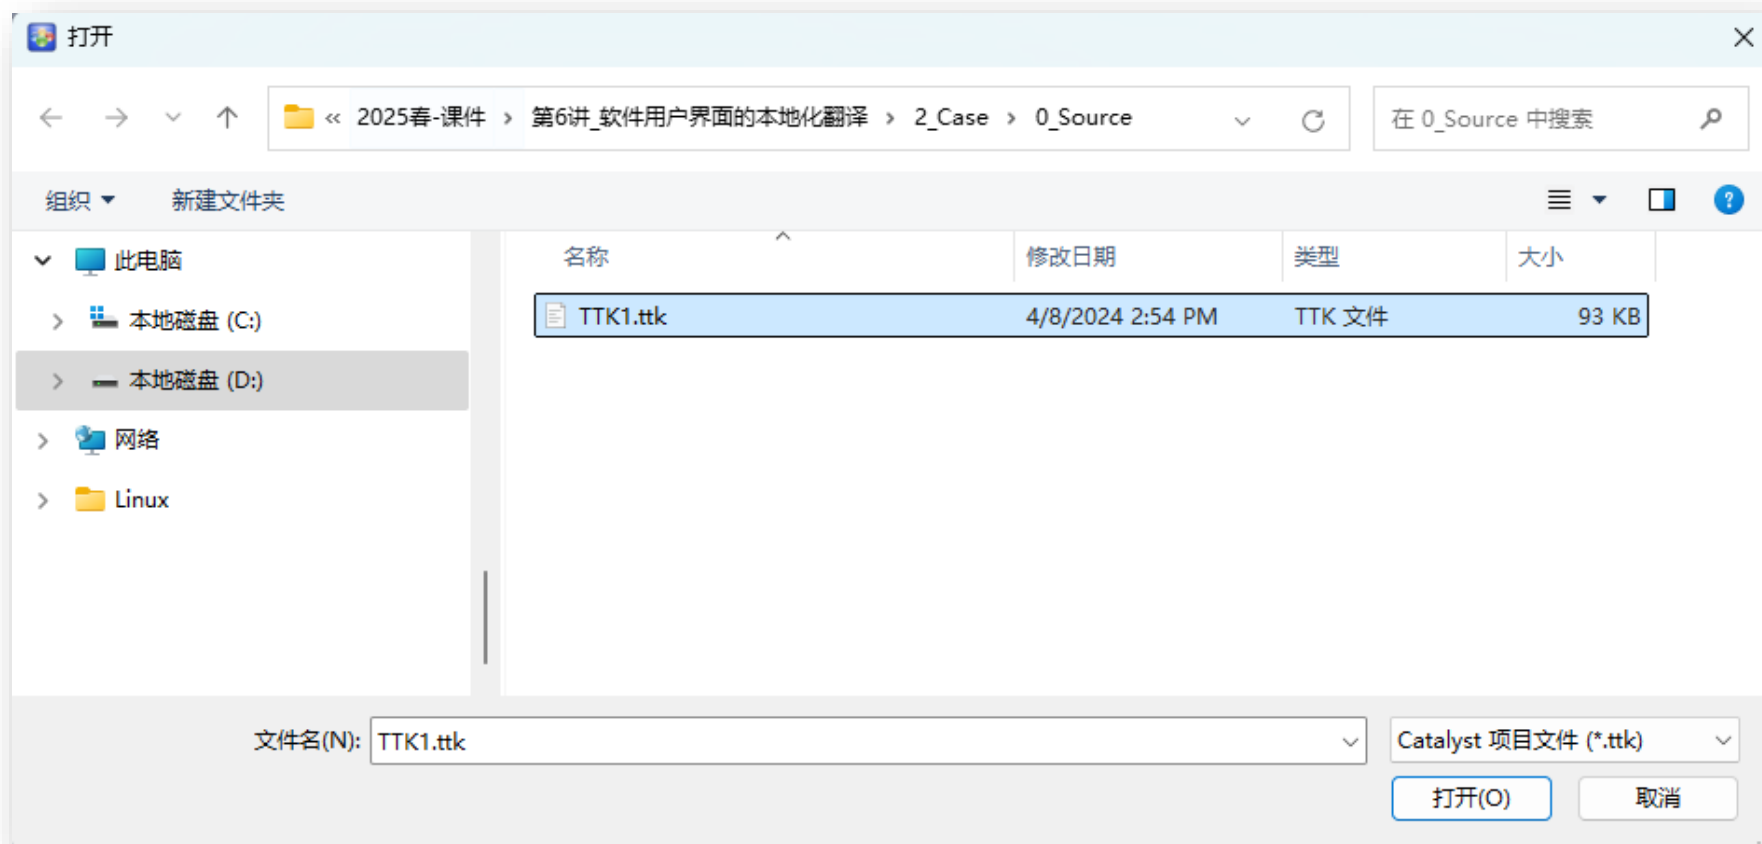 打开
« 2025春-课件 › 第6讲_软件用户界面的本地化翻译 › 2_Case › 0_Source
在 0_Source 中搜索
组织 新建文件夹
此电脑
本地磁盘 (C:)
本地磁盘 (D:)
网络
Linux
名称 修改日期 类型 大小
TTK1.ttk 4/8/2024 2:54 PM TTK 文件 93 KB
文件名(N): TTK1.ttk Catalyst 项目文件 (*.ttk)
打开(O) 取消